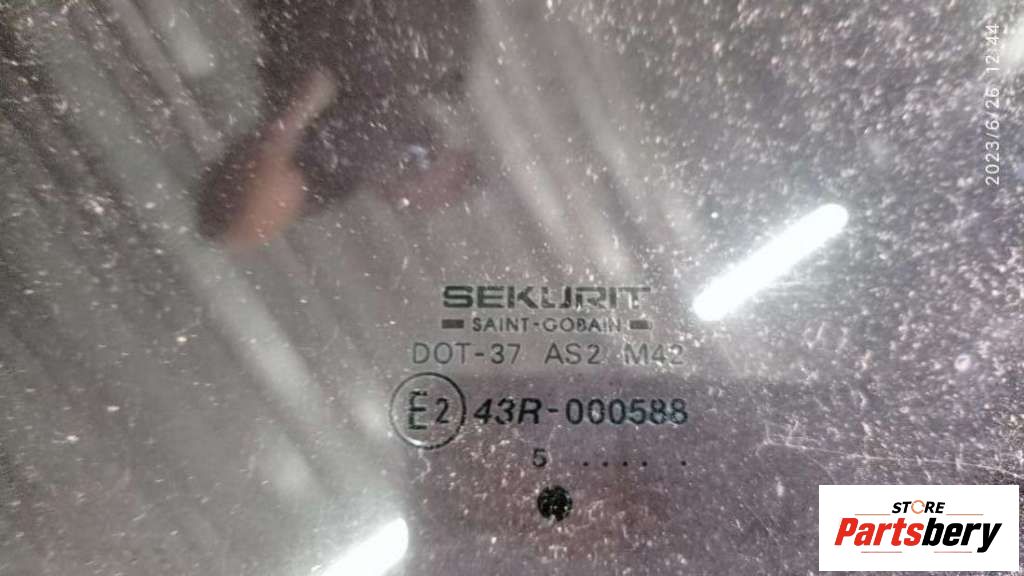 2023/6/26 12:44
SEKURIT
SAINT-GOBAIN
DOT-37 AS2 M42
E2 43R-000588
5 .....
STORE
Partsbery